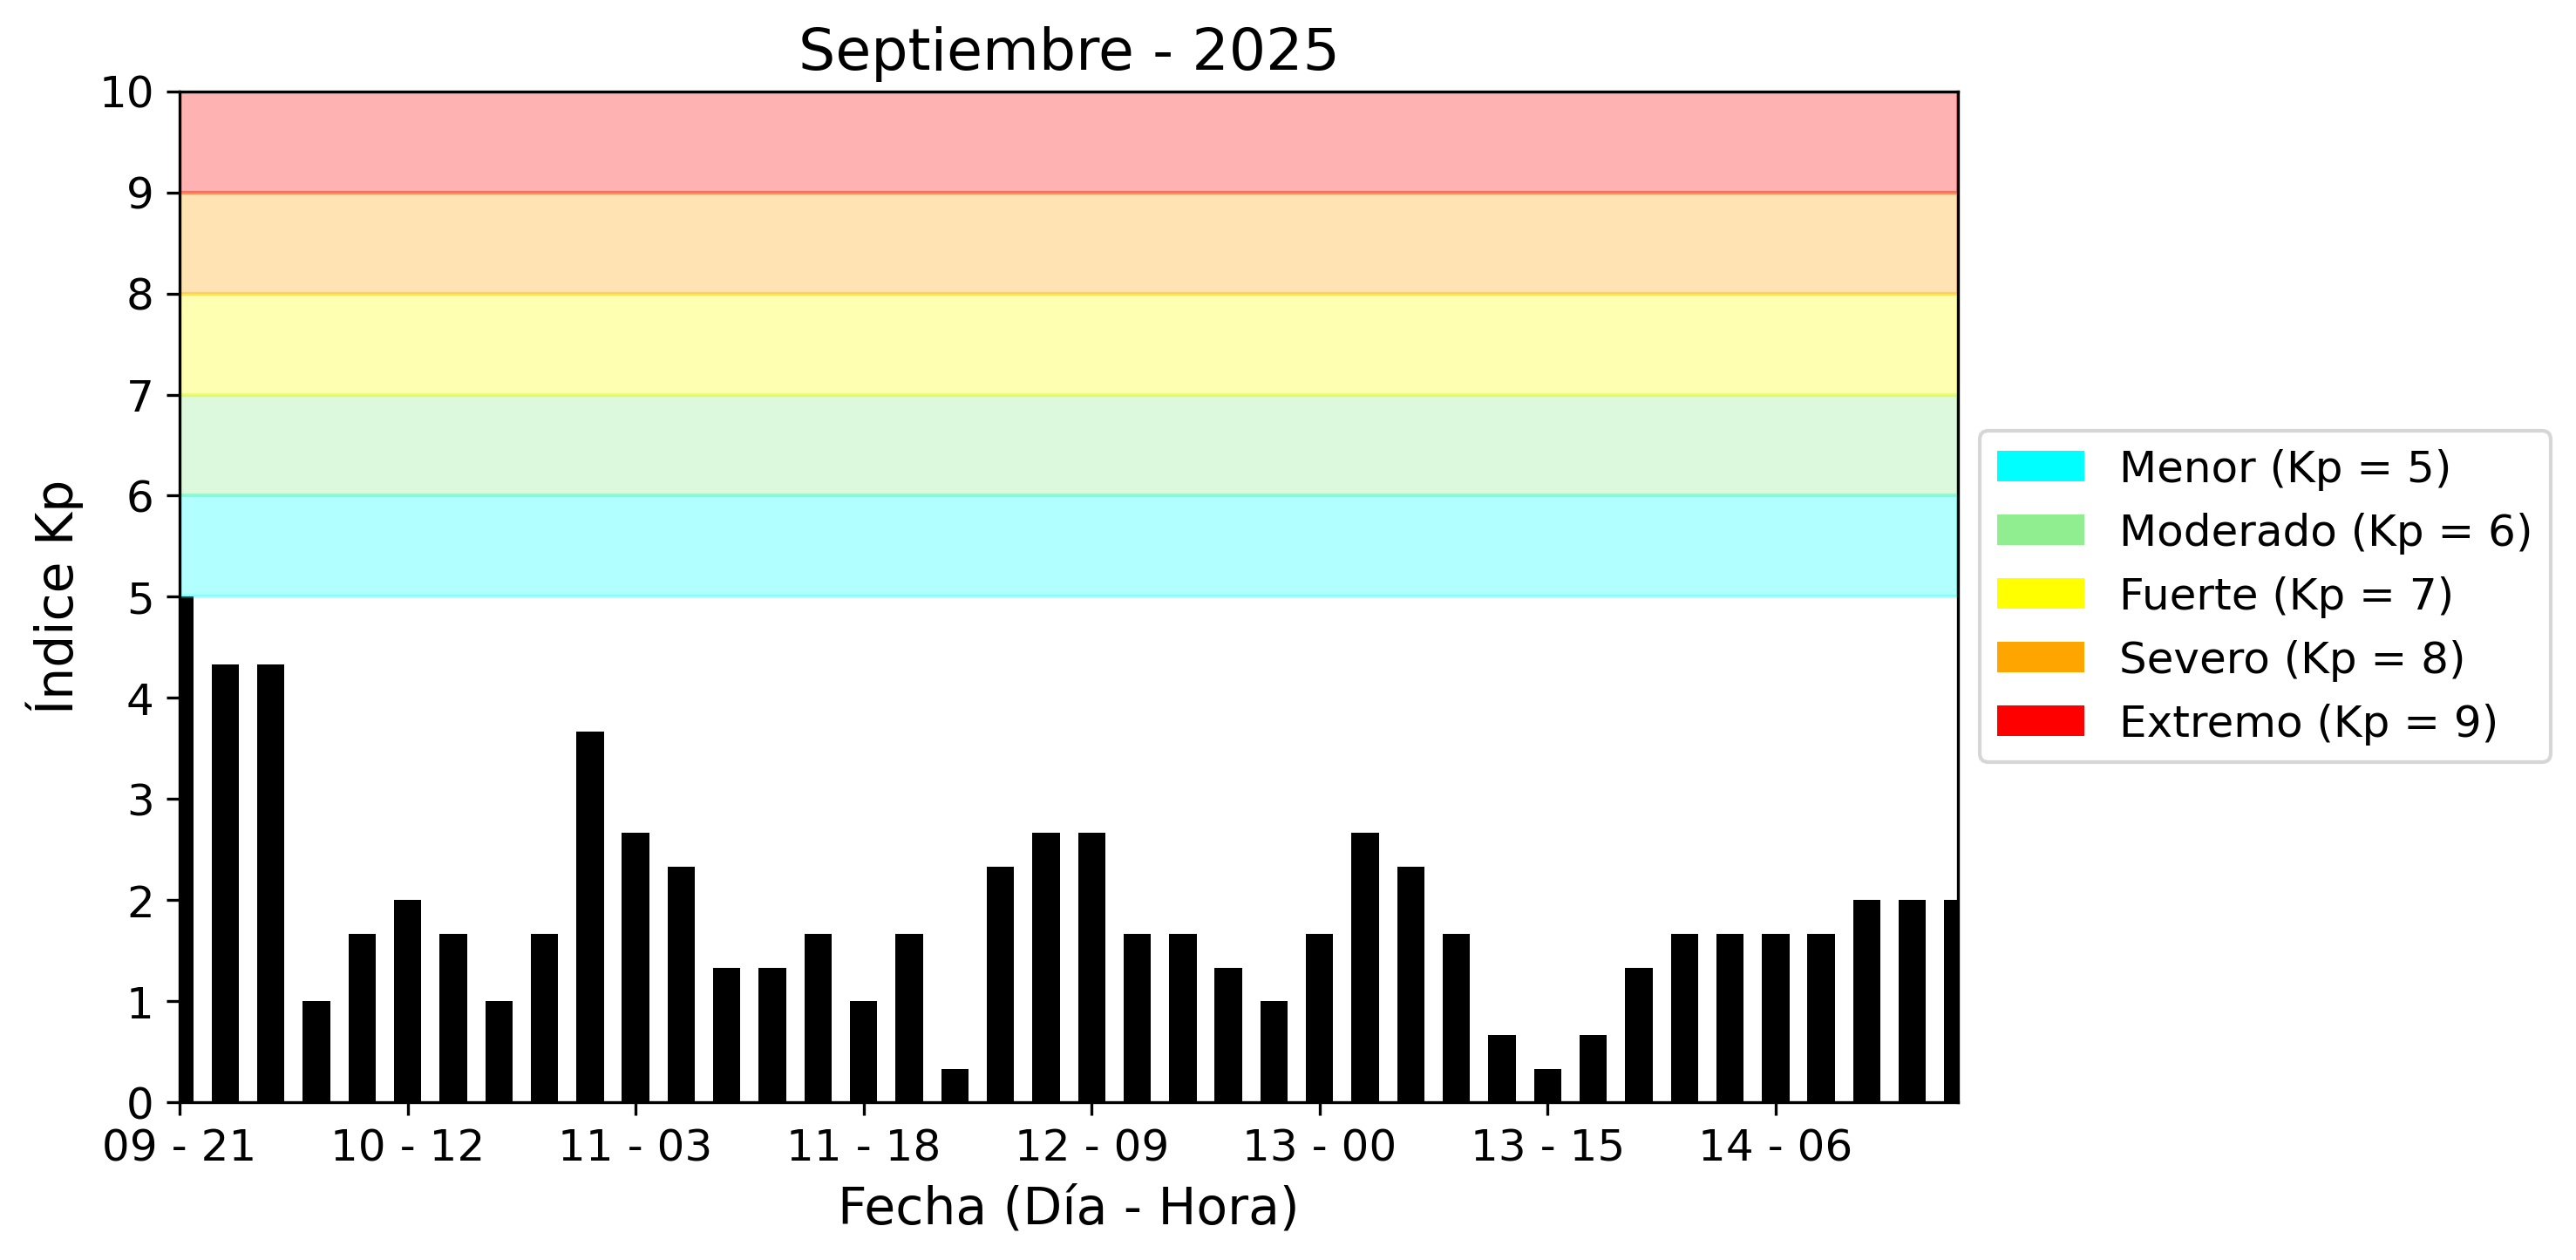 Septiembre - 2025
10
9
8
7
6
5
4
3
2
1
0
Índice Kp
09 - 21
10 - 12
11 - 03
11 - 18
12 - 09
13 - 00
13 - 15
14 - 06
Fecha (Día - Hora)
Menor (Kp = 5)
Moderado (Kp = 6)
Fuerte (Kp = 7)
Severo (Kp = 8)
Extremo (Kp = 9)